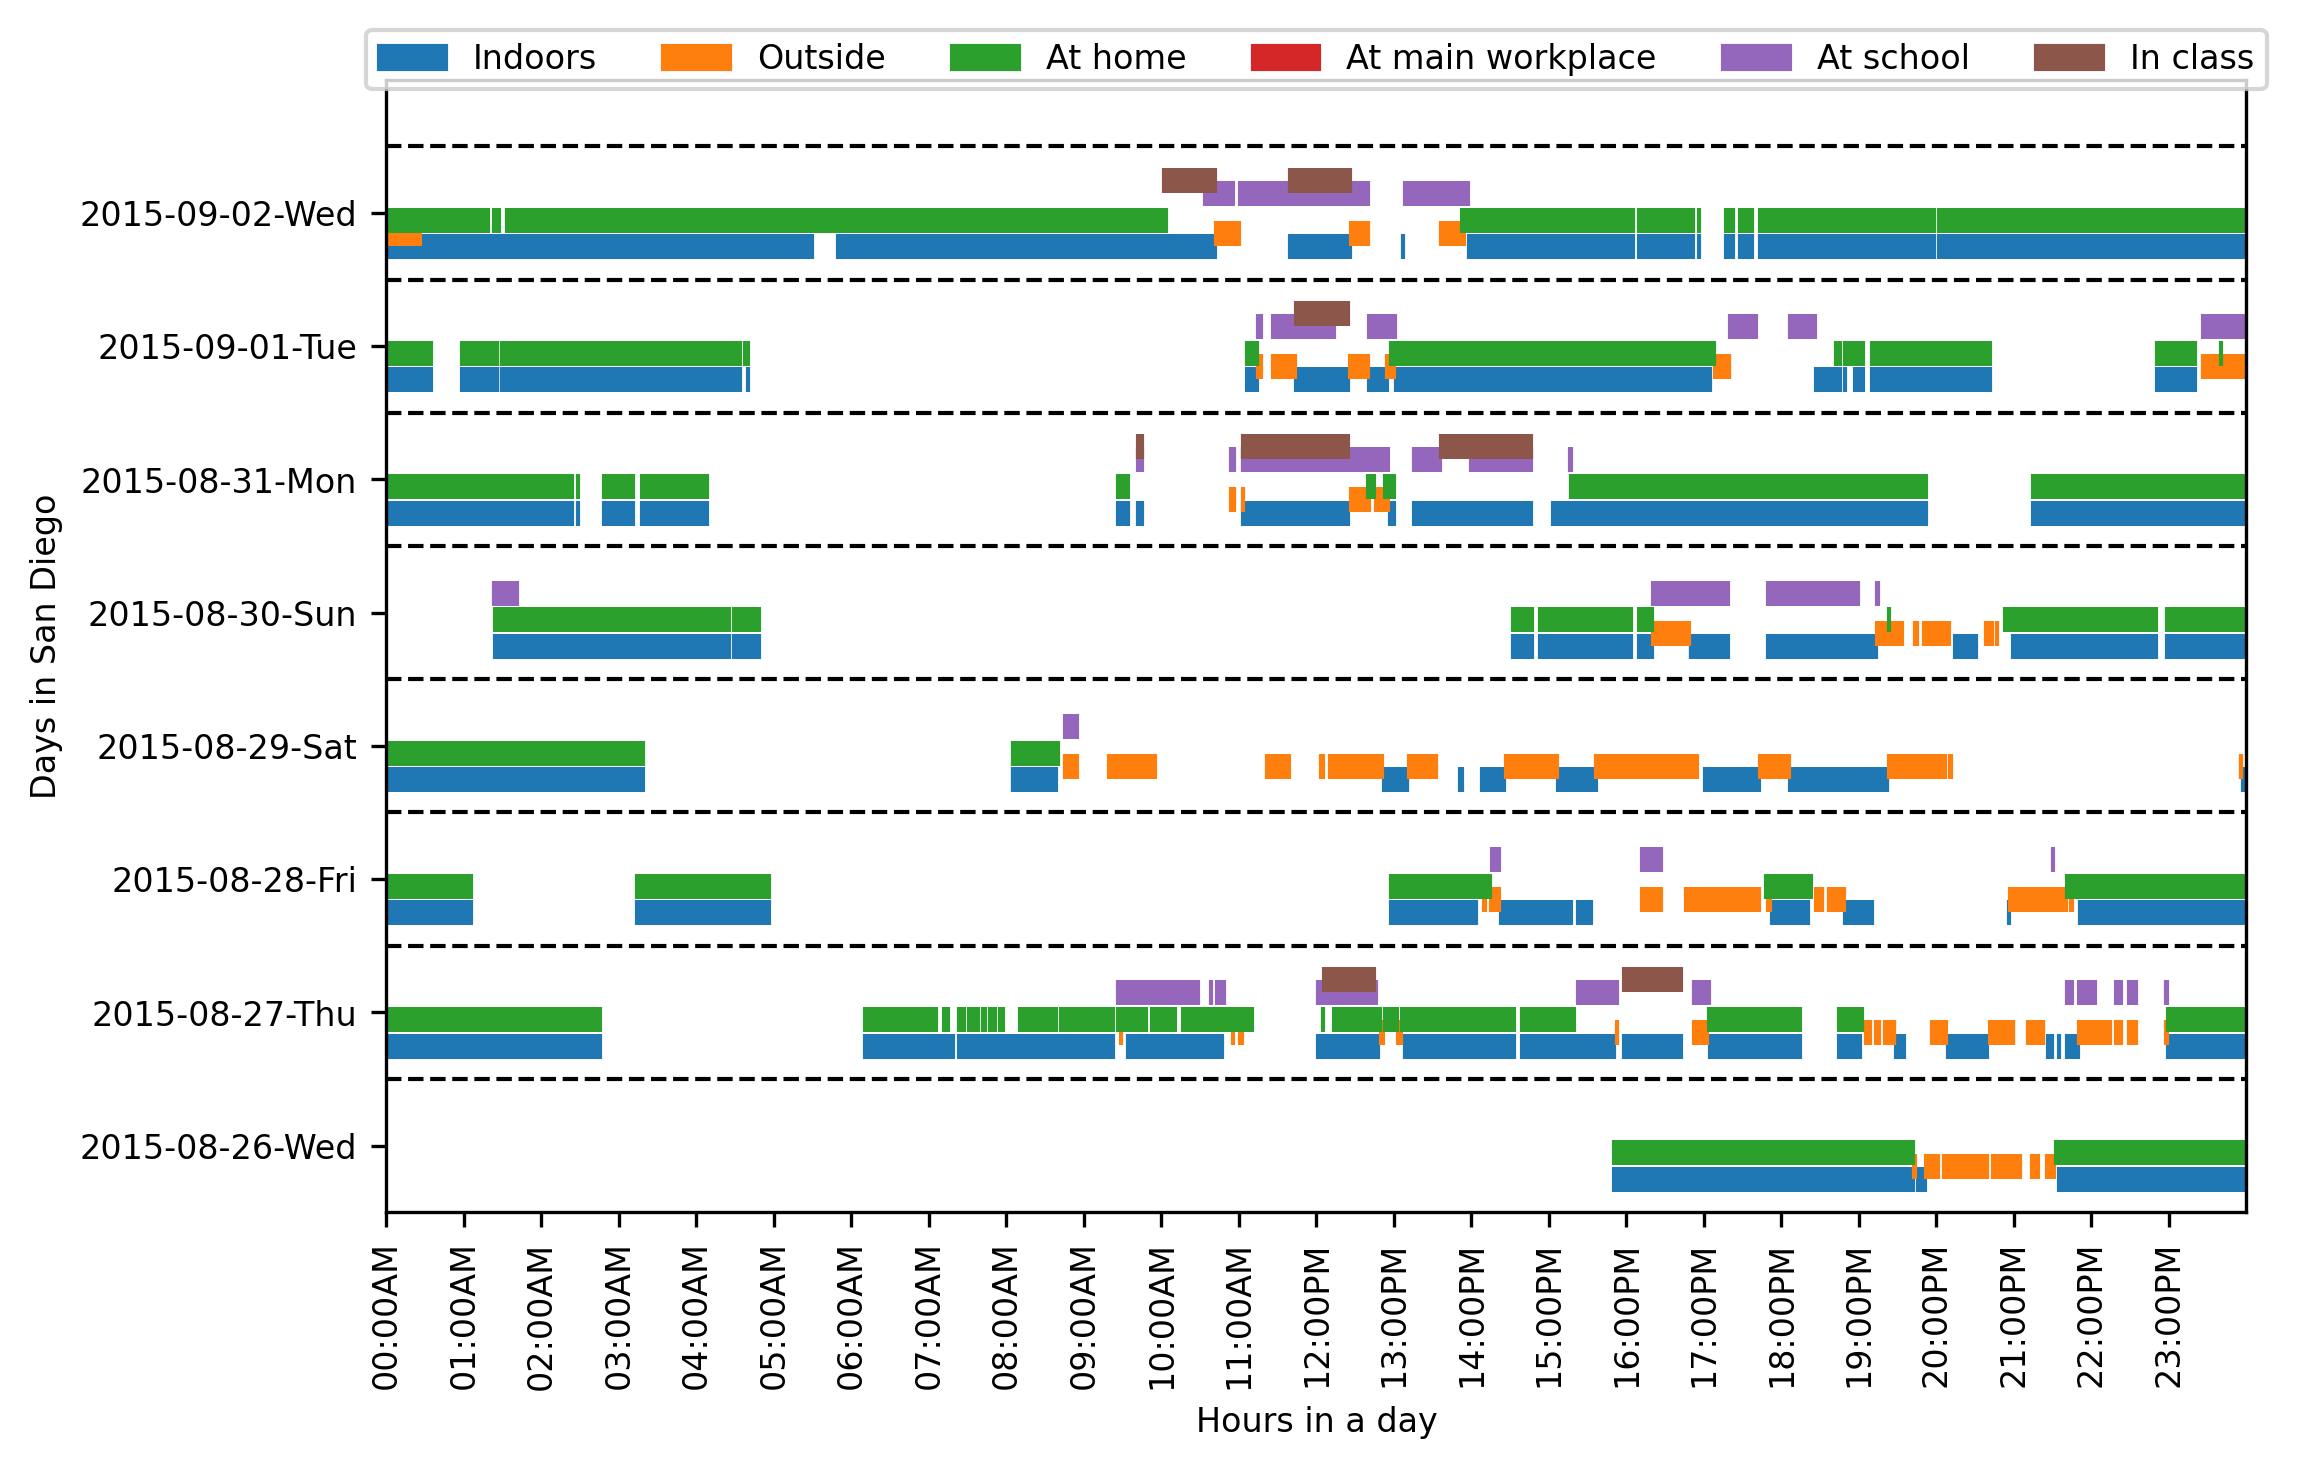 Indoors Outside At home At main workplace At school In class
Days in San Diego
2015-09-02-Wed
2015-09-01-Tue
2015-08-31-Mon
2015-08-30-Sun
2015-08-29-Sat
2015-08-28-Fri
2015-08-27-Thu
2015-08-26-Wed
00:00AM
01:00AM
02:00AM
03:00AM
04:00AM
05:00AM
06:00AM
07:00AM
08:00AM
09:00AM
10:00AM
11:00AM
12:00PM
13:00PM
14:00PM
15:00PM
16:00PM
17:00PM
18:00PM
19:00PM
20:00PM
21:00PM
22:00PM
23:00PM
Hours in a day